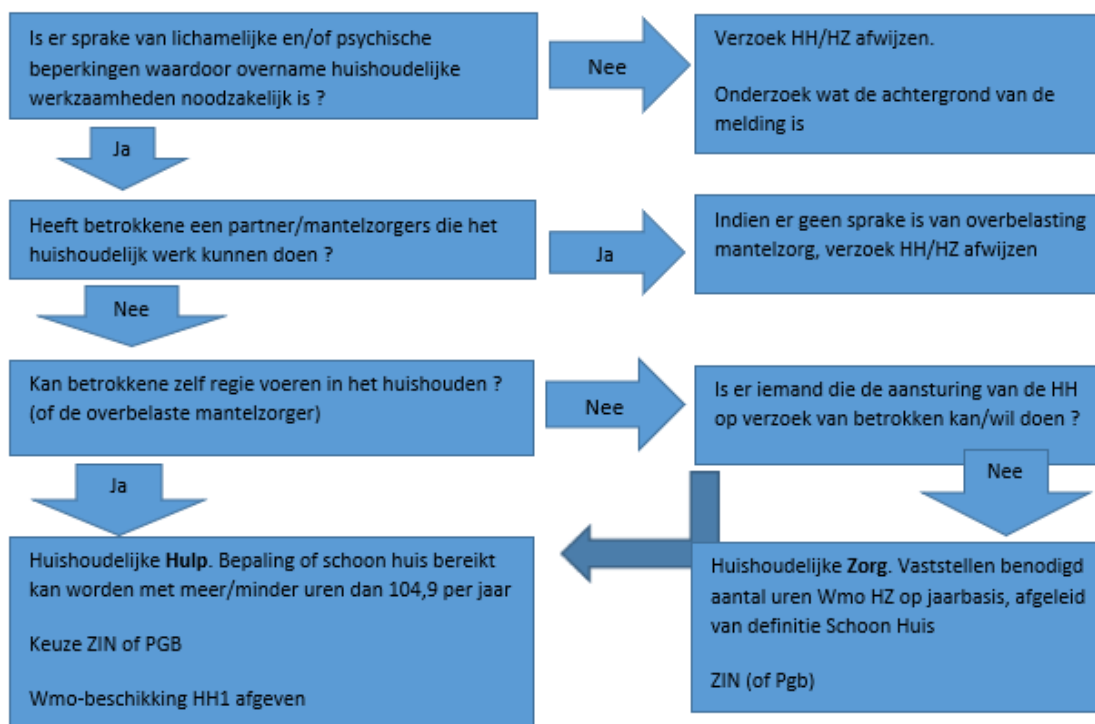 Is er sprake van lichamelijke en/of psychische
beperkingen waardoor overname huishoudelijke
werkzaamheden noodzakelijk is ?
Nee
Verzoek HH/HZ afwijzen.
Onderzoek wat de achtergrond van de
melding is
Ja
Heeft betrokkene een partner/mantelzorgers die het
huishoudelijk werk kunnen doen ?
Ja
Indien er geen sprake is van overbelasting
mantelzorg, verzoek HH/HZ afwijzen
Nee
Kan betrokkene zelf regie voeren in het huishouden ?
(of de overbelaste mantelzorger)
Nee
Is er iemand die de aansturing van de HH
op verzoek van betrokken kan/wil doen ?
Ja
Nee
Huishoudelijke Hulp. Bepaling of schoon huis bereikt
kan worden met meer/minder uren dan 104,9 per jaar
Keuze ZIN of PGB
Wmo-beschikking HH1 afgeven
Huishoudelijke Zorg. Vaststellen benodigd
aantal uren Wmo HZ op jaarbasis, afgeleid
van definitie Schoon Huis
ZIN (of Pgb)